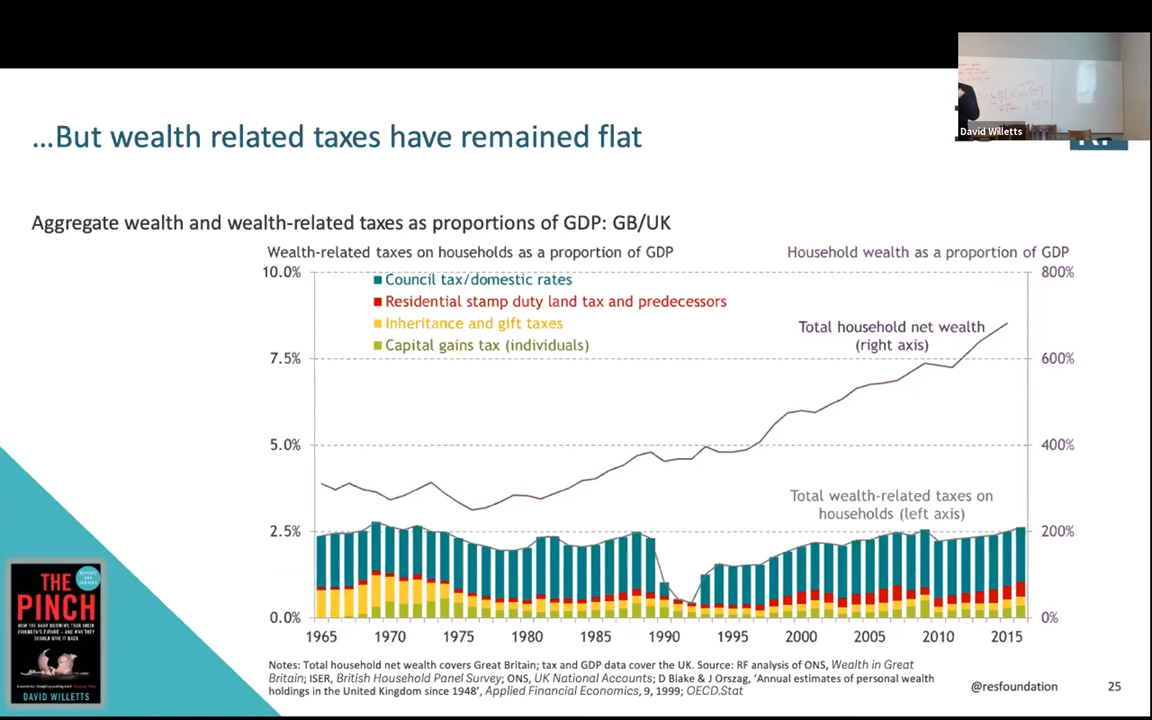 David Willetts
...But wealth related taxes have remained flat
Aggregate wealth and wealth-related taxes as proportions of GDP: GB/UK
Wealth-related taxes on households as a proportion of GDP
Household wealth as a proportion of GDP
10.0%
7.5%
5.0%
2.5%
0.0%
Council tax/domestic rates
Residential stamp duty land tax and predecessors
Inheritance and gift taxes
Capital gains tax (individuals)
Total household net wealth
(right axis)
Total wealth-related taxes on
households (left axis)
800%
600%
400%
200%
0%
1965 1970 1975 1980 1985 1990 1995 2000 2005 2010 2015
THE
PINCH
HOW THE BABY BOOMERS TOOK THEIR
CHILDREN'S FUTURE – AND WHY THEY
SHOULD GIVE IT BACK
DAVID WILLETTS
Notes: Total household net wealth covers Great Britain; tax and GDP data cover the UK. Source: RF analysis of ONS, Wealth in Great
Britain; ISER, British Household Panel Survey; ONS, UK National Accounts; D Blake & J Orszag, 'Annual estimates of personal wealth
holdings in the United Kingdom since 1948', Applied Financial Economics, 9, 1999; OECD.Stat
@resfoundation
25